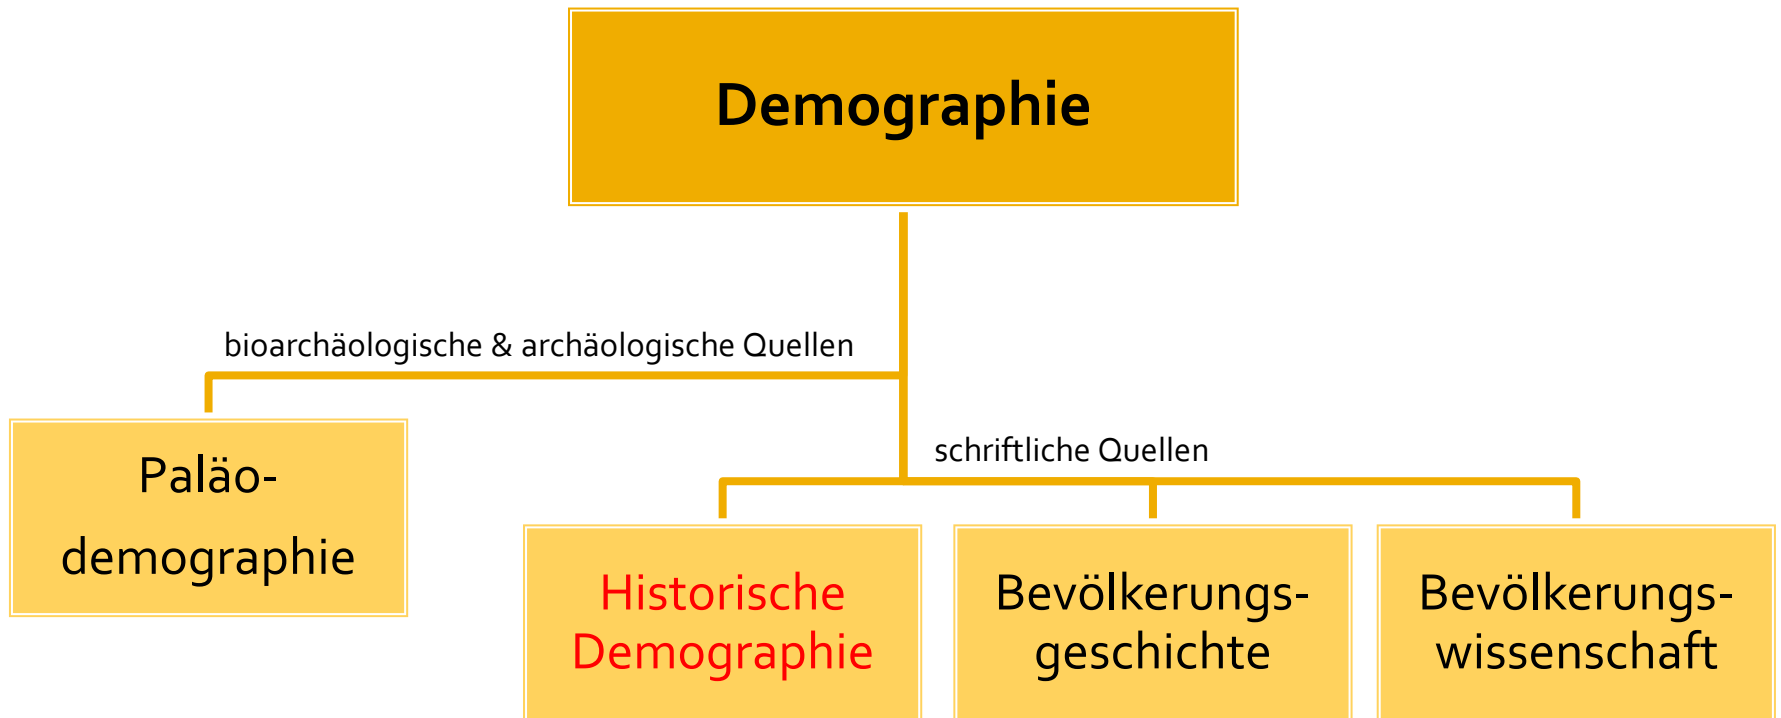 Demographie
bioarchäologische & archäologische Quellen
schriftliche Quellen
Paläo-
demographie
Historische
Demographie
Bevölkerungs-
geschichte
Bevölkerungs-
wissenschaft